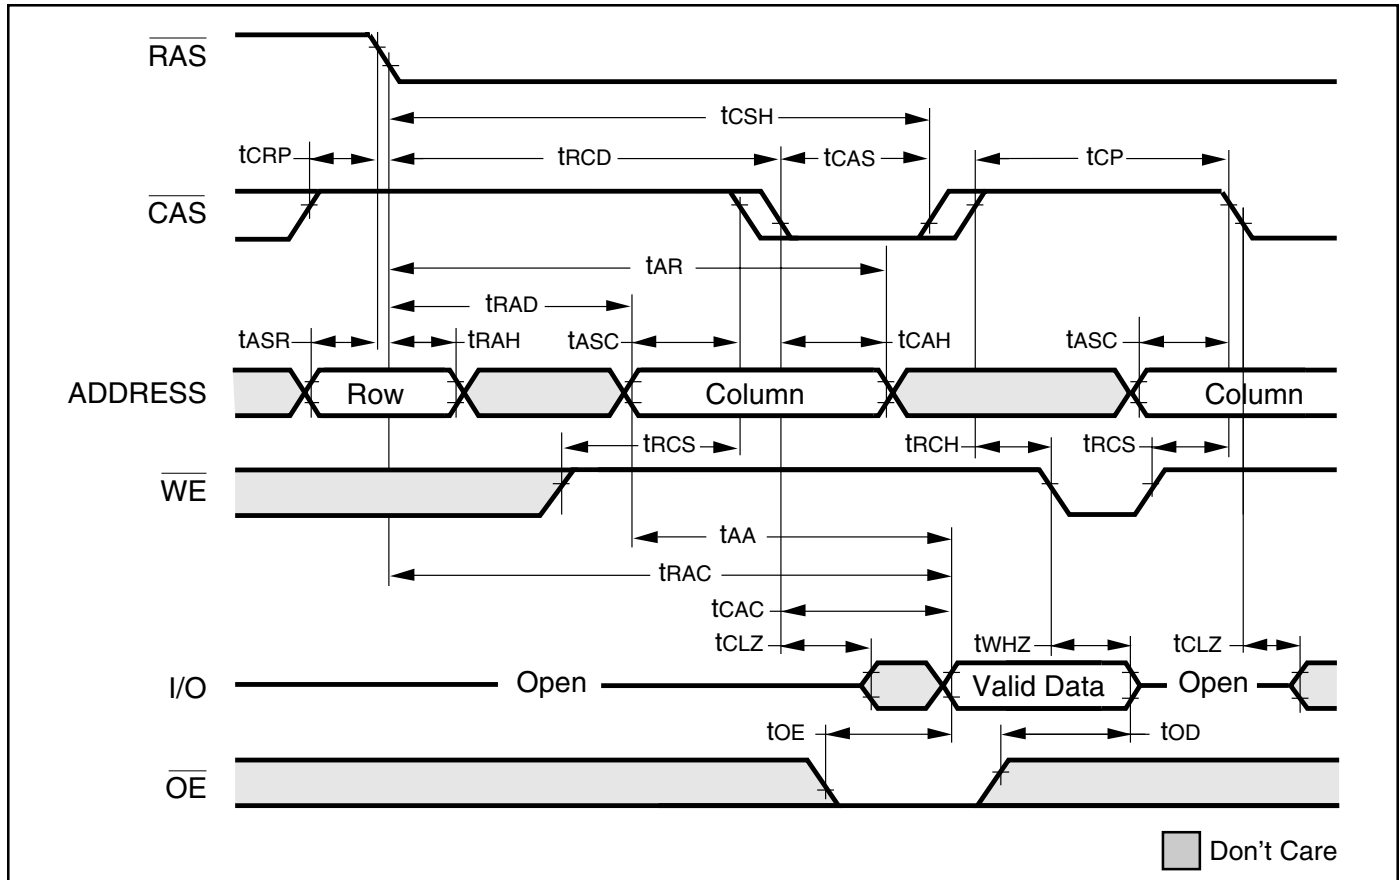 RAS
tCSH
tCRP
tRCD
tCAS
tCP
CAS
tAR
tRAD
tASR
tRAH
tASC
tCAH
tASC
ADDRESS
Row
Column
Column
tRCS
tRCH
tRCS
WE
tAA
tRAC
tCAC
tCLZ
tWHZ
tCLZ
I/O
Open
Valid Data
Open
tOE
tOD
OE
Don't Care